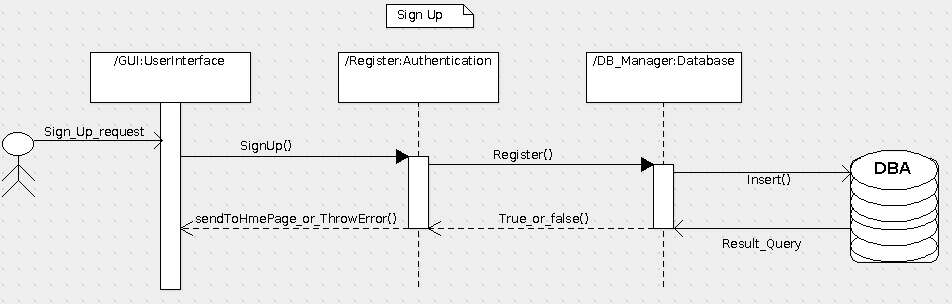 Sign Up
/GUI:UserInterface
/Register:Authentication
/DB_Manager:Database
Sign_Up_request
SignUp()
Register()
Insert()
DBA
sendToHmePage_or_ThrowError()
True_or_false()
Result_Query